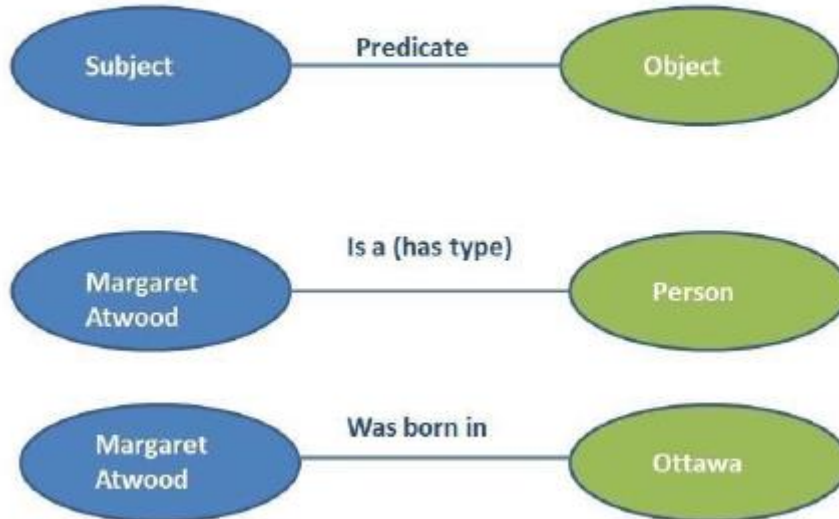 Subject
Predicate
Object
Is a (has type)
Margaret
Atwood
Person
Was born in
Margaret
Atwood
Ottawa